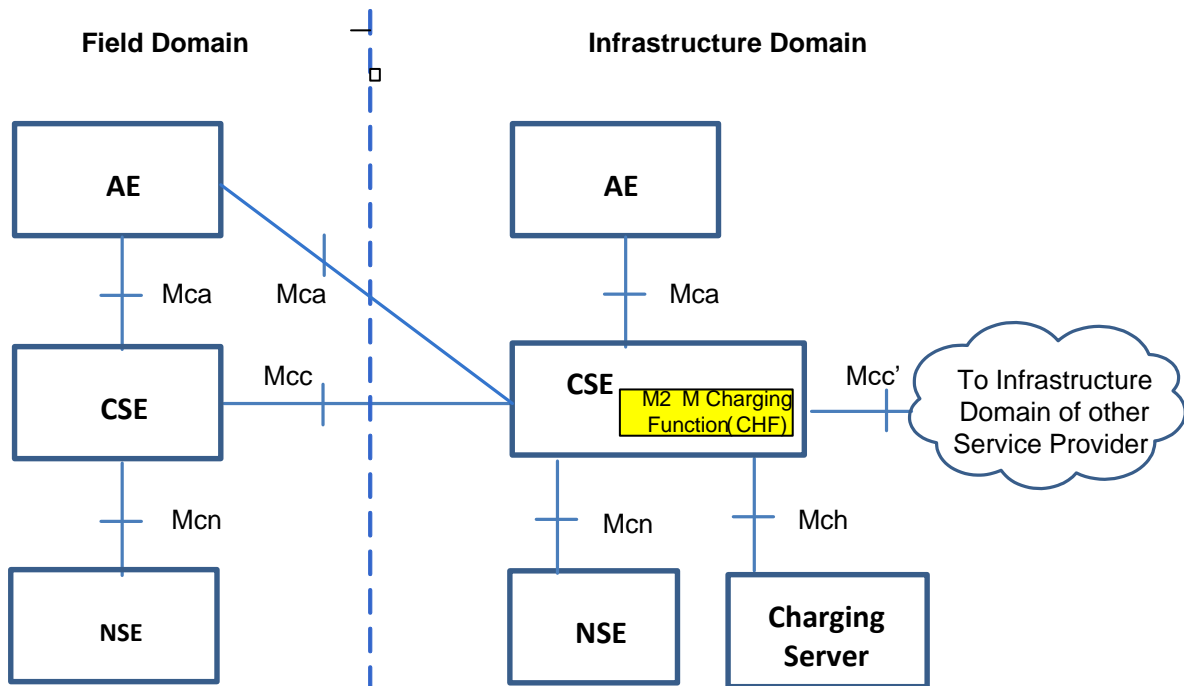 Field Domain
Infrastructure Domain
AE
AE
Mca
Mca
Mca
CSE
Mcc
CSE
M2 M Charging
Function(CHF)
Mcc’
To Infrastructure
Domain of other
Service Provider
Mcn
Mcn
Mch
NSE
NSE
Charging
Server